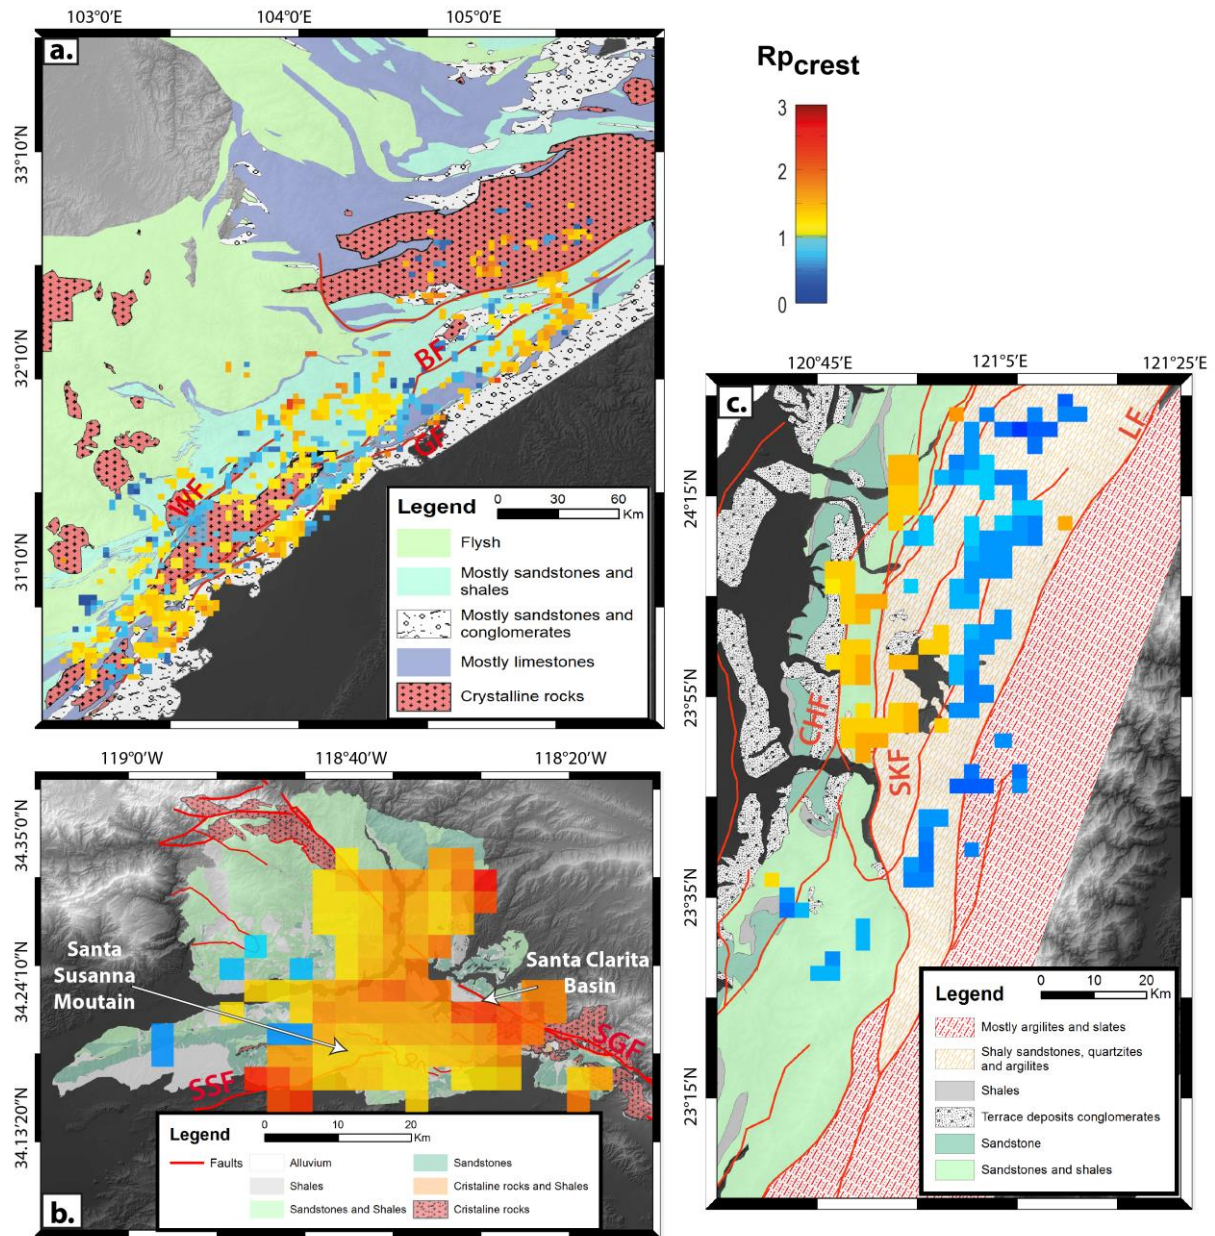 103°0'E
104°0'E
105°0'E
a.
33°10'N
32°10'N
31°10'N
BF
GF
WF
Legend
0 30 60
Km
Flysh
Mostly sandstones and
shales
Mostly sandstones and
conglomerates
Mostly limestones
Crystalline rocks
Rpcrest
3
2
1
0
119°0'W
118°40'W
118°20'W
34.35'0"N
34.24'10"N
34.13'20"N
Santa
Susanna
Moutain
Santa Clarita
Basin
SGF
SSF
b.
Legend
0 10 20
Km
Faults
Alluvium
Shales
Sandstones and Shales
Sandstones
Cristaline rocks and Shales
Cristaline rocks
120°45'E
121°5'E
121°25'E
c.
24°15'N
23°55'N
23°35'N
23°15'N
LF
CHF
SKF
Legend
0 10 20
Km
Mostly argilites and slates
Shaly sandstones, quartzites
and argilites
Shales
Terrace deposits conglomerates
Sandstone
Sandstones and shales